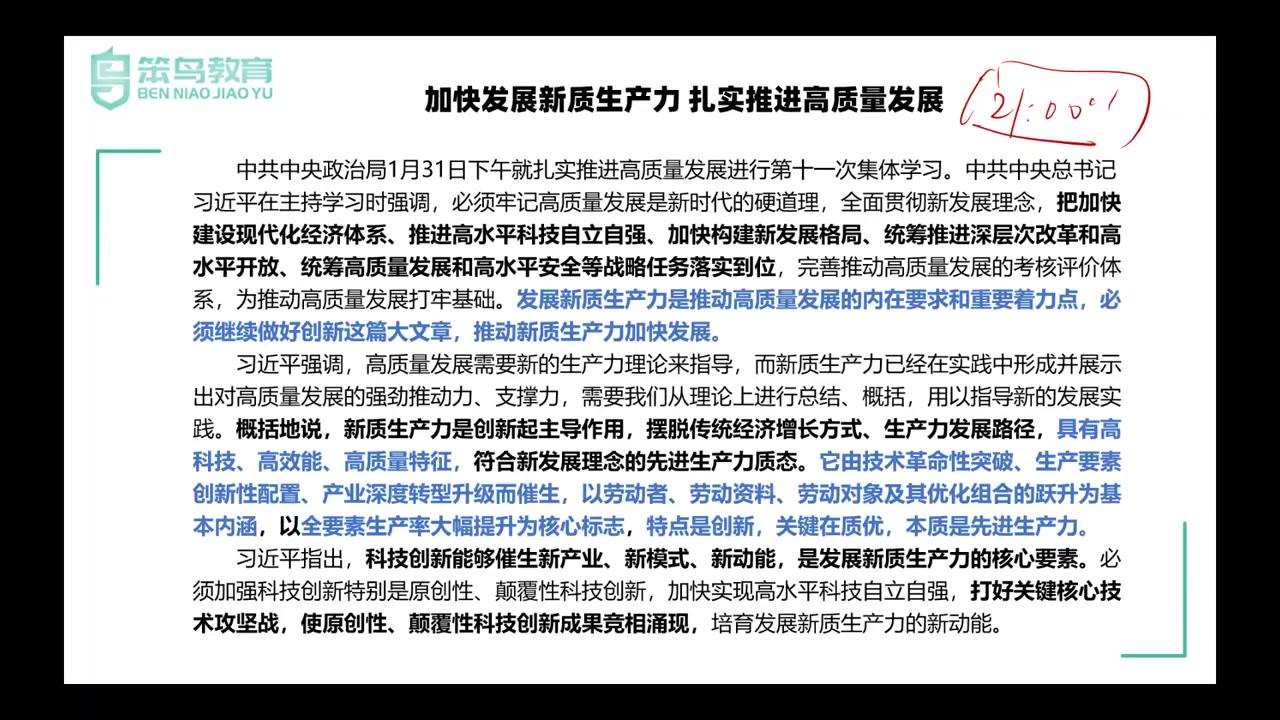 笨鸟教育
BEN NIAO JIAO YU
加快发展新质生产力 扎实推进高质量发展
21:00
中共中央政治局1月31日下午就扎实推进高质量发展进行第十一次集体学习。中共中央总书记
习近平在主持学习时强调，必须牢记高质量发展是新时代的硬道理，全面贯彻新发展理念，把加快
建设现代化经济体系、推进高水平科技自立自强、加快构建新发展格局、统筹推进深层次改革和高
水平开放、统筹高质量发展和高水平安全等战略任务落实到位，完善推动高质量发展的考核评价体
系，为推动高质量发展打牢基础。发展新质生产力是推动高质量发展的内在要求和重要着力点，必
须继续做好创新这篇大文章，推动新质生产力加快发展。
习近平强调，高质量发展需要新的生产力理论来指导，而新质生产力已经在实践中形成并展示
出对高质量发展的强劲推动力、支撑力，需要我们从理论上进行总结、概括，用以指导新的发展实
践。概括地说，新质生产力是创新起主导作用，摆脱传统经济增长方式、生产力发展路径，具有高
科技、高效能、高质量特征，符合新发展理念的先进生产力质态。它由技术革命性突破、生产要素
创新性配置、产业深度转型升级而催生，以劳动者、劳动资料、劳动对象及其优化组合的跃升为基
本内涵，以全要素生产率大幅提升为核心标志，特点是创新，关键在质优，本质是先进生产力。
习近平指出，科技创新能够催生新产业、新模式、新动能，是发展新质生产力的核心要素。必
须加强科技创新特别是原创性、颠覆性科技创新，加快实现高水平科技自立自强，打好关键核心技
术攻坚战，使原创性、颠覆性科技创新成果竞相涌现，培育发展新质生产力的新动能。